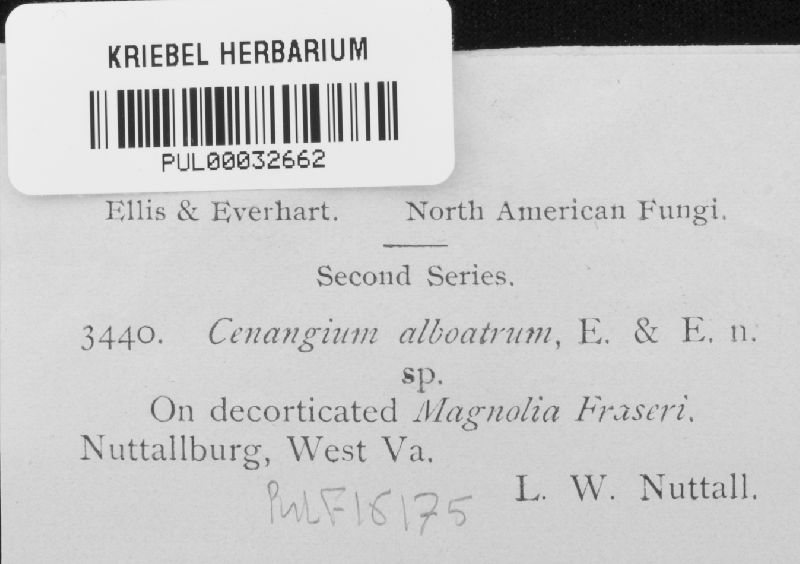 KRIEBEL HERBARIUM
PUL00032662
Ellis & Everhart. North American Fungi.
Second Series.
3440. Cenangium alboatrum, E. & E. n.
sp.
On decorticated Magnolia Fraseri.
Nuttallburg, West Va.
L. W. Nuttall.
PulF16175